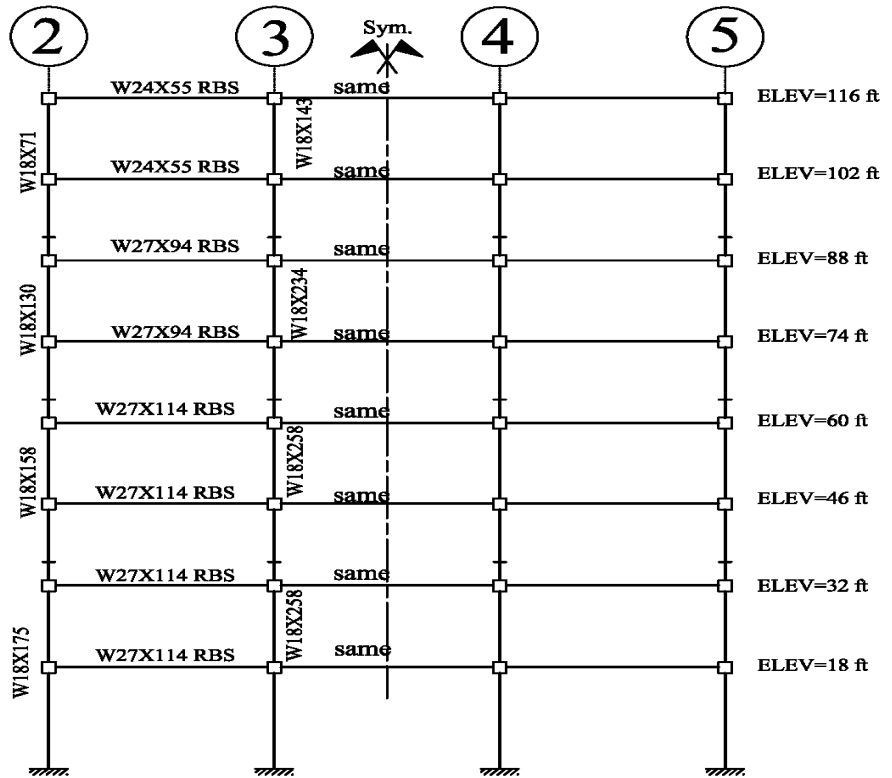 2 3 Sym. 4 5
W24X55 RBS same ELEV=116 ft
W18X71
W18X143
W24X55 RBS same ELEV=102 ft
W27X94 RBS same ELEV=88 ft
W18X130
W18X234
W27X94 RBS same ELEV=74 ft
W27X114 RBS same ELEV=60 ft
W18X158
W18X258
W27X114 RBS same ELEV=46 ft
W27X114 RBS same ELEV=32 ft
W18X175
W18X258
W27X114 RBS same ELEV=18 ft